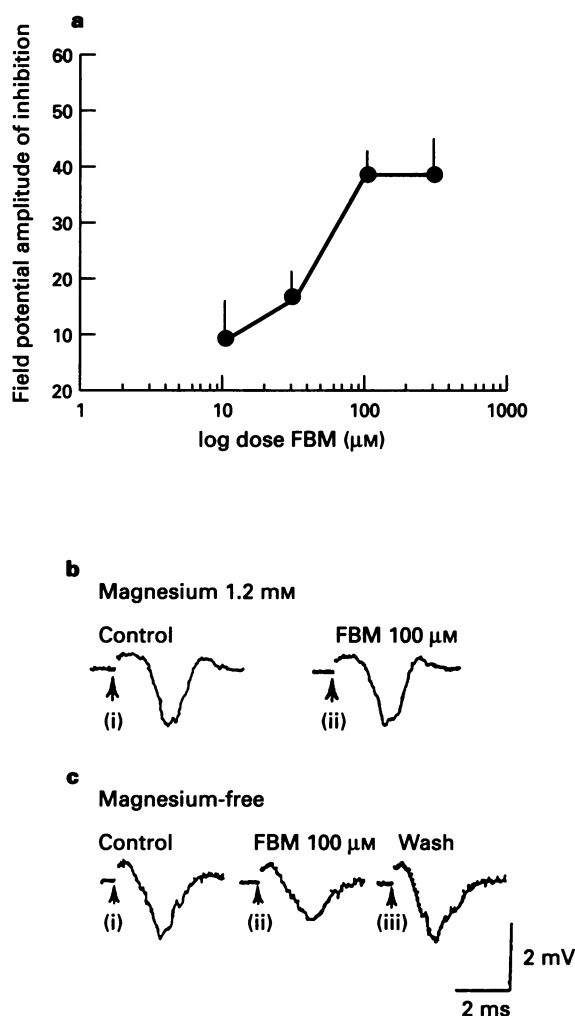 a
Field potential amplitude of inhibition
60
50
40
30
20
10
20
1 10 100 1000
log dose FBM (μM)
b
Magnesium 1.2 mM
Control FBM 100 μM
(i) (ii)
c
Magnesium-free
Control FBM 100 μM Wash
(i) (ii) (iii)
2 mV
2 ms